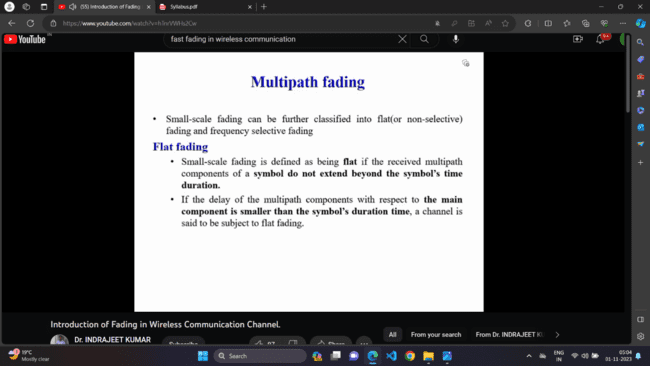 (55) Introduction of Fading
Syllabus.pdf
https://www.youtube.com/watch?v=
YouTube
IN
fast fading in wireless communication
9+
Multipath fading
• Small-scale fading can be further classified into flat(or non-selective) fading and frequency selective fading
Flat fading
• Small-scale fading is defined as being flat if the received multipath components of a symbol do not extend beyond the symbol's time duration.
• If the delay of the multipath components with respect to the main component is smaller than the symbol's duration time, a channel is said to be subject to flat fading.
Introduction of Fading in Wireless Communication Channel.
Dr. INDRAJEET KUMAR
Subscribe
87
Share
All
From your search
From Dr. INDRAJEET
19°C
Mostly clear
Search
ENG
IN
05:04
01-11-2023